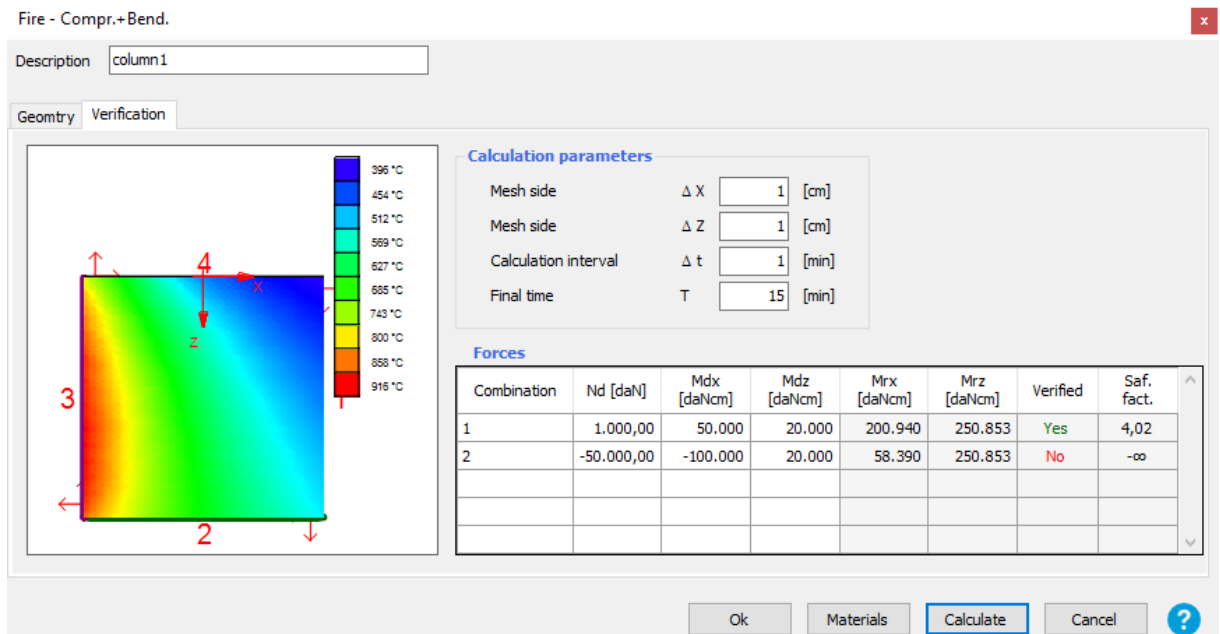 Fire - Compr.+Bend.
x
Description column1
Geomtry Verification
396 °C
454 °C
512 °C
569 °C
627 °C
685 °C
743 °C
800 °C
858 °C
916 °C
4
x
z
3
2
Calculation parameters
Mesh side Δ X 1 [cm]
Mesh side Δ Z 1 [cm]
Calculation interval Δ t 1 [min]
Final time T 15 [min]
Forces
Combination Nd [daN] Mdx [daNcm] Mdz [daNcm] Mrx [daNcm] Mrz [daNcm] Verified Saf. fact.
1 1.000,00 50.000 20.000 200.940 250.853 Yes 4,02
2 -50.000,00 -100.000 20.000 58.390 250.853 No -∞
Ok Materials Calculate Cancel ?